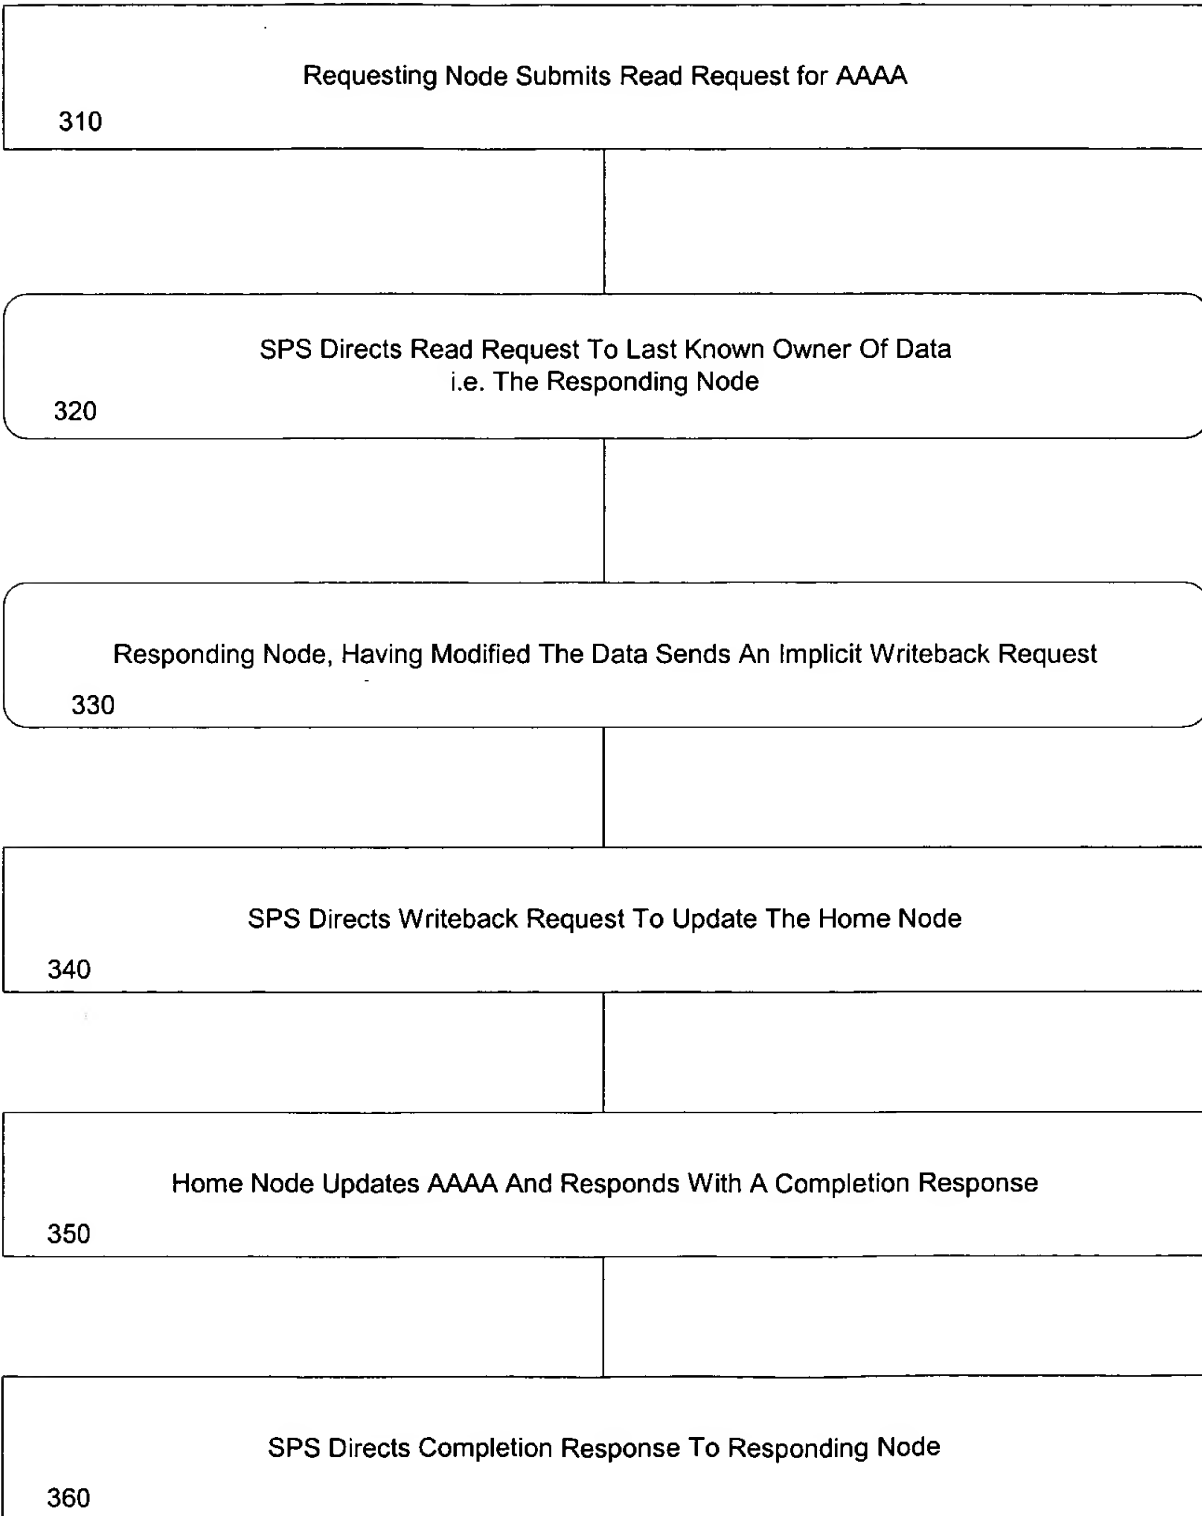 Requesting Node Submits Read Request for AAAA
310
SPS Directs Read Request To Last Known Owner Of Data
i.e. The Responding Node
320
Responding Node, Having Modified The Data Sends An Implicit Writeback Request
330
SPS Directs Writeback Request To Update The Home Node
340
Home Node Updates AAAA And Responds With A Completion Response
350
SPS Directs Completion Response To Responding Node
360